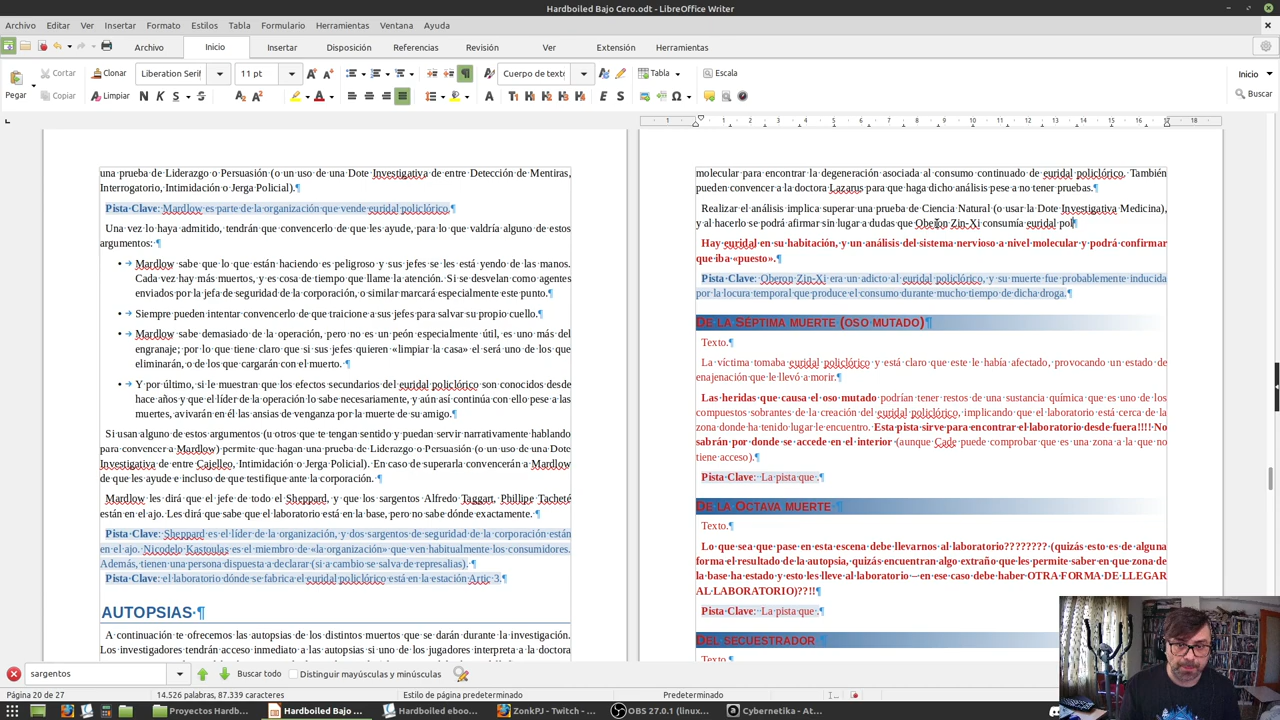 Hardboiled Bajo Cero.odt - LibreOffice Writer
Archivo Editar Ver Insertar Formato Estilos Tabla Formulario Herramientas Ventana Ayuda
Archivo Inicio Insertar Disposición Referencias Revisión Ver Extensión Herramientas
Pegar Cortar Clonar Liberation Serif 11 pt Cuerpo de texto Tabla Escala Inicio
Copiar Limpiar Buscar
una prueba de Liderazgo o Persuasión (o un uso de una Dote Investigativa de entre Detección de Mentiras,
Interrogatorio, Intimidación o Jerga Policial).¶
Pista Clave: Mardlow es parte de la organización que vende euridal policlórico.¶
Una vez lo haya admitido, tendrán que convencerlo de que les ayude, para lo que valdría alguno de estos
argumentos: ¶
• Mardlow sabe que lo que están haciendo es peligroso y sus jefes se les está yendo de las manos.
Cada vez hay más muertos, y es cosa de tiempo que llame la atención. Si se desvelan como agentes
enviados por la jefa de seguridad de la corporación, o similar marcará especialmente este punto.¶
• Siempre pueden intentar convencerlo de que traicione a sus jefes para salvar su propio cuello.¶
• Mardlow sabe demasiado de la operación, pero no es un peón especialmente útil, es uno más del
engranaje; por lo que tiene claro que si sus jefes quieren «limpiar la casa» el será uno de los que
eliminarán, o de los que cargarán con el muerto. ¶
• Y por último, si le muestran que los efectos secundarios del euridal policlórico son conocidos desde
hace años y que el líder de la operación lo sabe necesariamente, y aún así continúa con ello pese a las
muertes, avivarán en él las ansias de venganza por la muerte de su amigo.¶
Si usan alguno de estos argumentos (u otros que te tengan sentido y puedan servir narrativamente hablando
para convencer a Mardlow) permite que hagan una prueba de Liderazgo o Persuasión (o un uso de una Dote
Investigativa de entre Cajelleo, Intimidación o Jerga Policial). En caso de superarla convencerán a Mardlow
de que les ayude e incluso de que testifique ante la corporación. ¶
Mardlow les dirá que el jefe de todo el Sheppard, y que los sargentos Alfredo Taggart, Phillipe Tacheté
están en el ajo. Les dirá que sabe que el laboratorio está en la base, pero no sabe dónde exactamente. ¶
Pista Clave: Sheppard es el líder de la organización, y dos sargentos de seguridad de la corporación están
en el ajo. Nicodelo Kastoulas es el miembro de «la organización» que ven habitualmente los consumidores.
Además, tienen una persona dispuesta a declarar (si a cambio se salva de represalias). ¶
Pista Clave: el laboratorio dónde se fabrica el euridal policlórico está en la estación Artic 3.¶
AUTOPSIAS ¶
A continuación te ofrecemos las autopsias de los distintos muertos que se darán durante la investigación.
Los investigadores tendrán acceso inmediato a las autopsias si uno de los jugadores interpreta a la doctora
molecular para encontrar la degeneración asociada al consumo continuado de euridal policlórico. También
pueden convencer a la doctora Lazarus para que haga dicho análisis pese a no tener pruebas.¶
Realizar el análisis implica superar una prueba de Ciencia Natural (o usar la Dote Investigativa Medicina),
y al hacerlo se podrá afirmar sin lugar a dudas que Oberon Zin-Xi consumía euridal pol¶
Hay euridal en su habitación, y un análisis del sistema nervioso a nivel molecular y podrá confirmar
que iba «puesto».¶
Pista Clave: Oberon Zin-Xi era un adicto al euridal policlórico, y su muerte fue probablemente inducida
por la locura temporal que produce el consumo durante mucho tiempo de dicha droga.¶
DE LA SÉPTIMA MUERTE (OSO MUTADO)¶
Texto.¶
La víctima tomaba euridal policlórico y está claro que este le había afectado, provocando un estado de
enajenación que le llevó a morir.¶
Las heridas que causa el oso mutado podrían tener restos de una sustancia química que es uno de los
compuestos sobrantes de la creación del euridal policlórico, implicando que el laboratorio está cerca de la
zona donde ha tenido lugar el encuentro. Esta pista sirve para encontrar el laboratorio desde fuera!!!! No
sabrán por donde se accede en el interior (aunque Cade puede comprobar que es una zona a la que no
tiene acceso).¶
Pista Clave: La pista que .¶
DE LA OCTAVA MUERTE ¶
Texto.¶
Lo que sea que pase en esta escena debe llevarnos al laboratorio???????? (quizás esto es de alguna
forma el resultado de la autopsia, quizás encuentran algo extraño que les permite saber en que zona de
la base ha estado y esto les lleve al laboratorio – en ese caso debe haber OTRA FORMA DE LLEGAR
AL LABORATORIO)??!!¶
Pista Clave: La pista que .¶
DEL SECUESTRADOR ¶
Texto.
sargentos Buscar todo Distinguir mayúsculas y minúsculas
Página 20 de 27 14.526 palabras, 87.339 caracteres Estilo de página predeterminado Predeterminado
Proyectos Hardb... Hardboiled Bajo ... Hardboiled eboo... ZonkPJ - Twitch - ... OBS 27.0.1 (linux... Cybernetika - At...